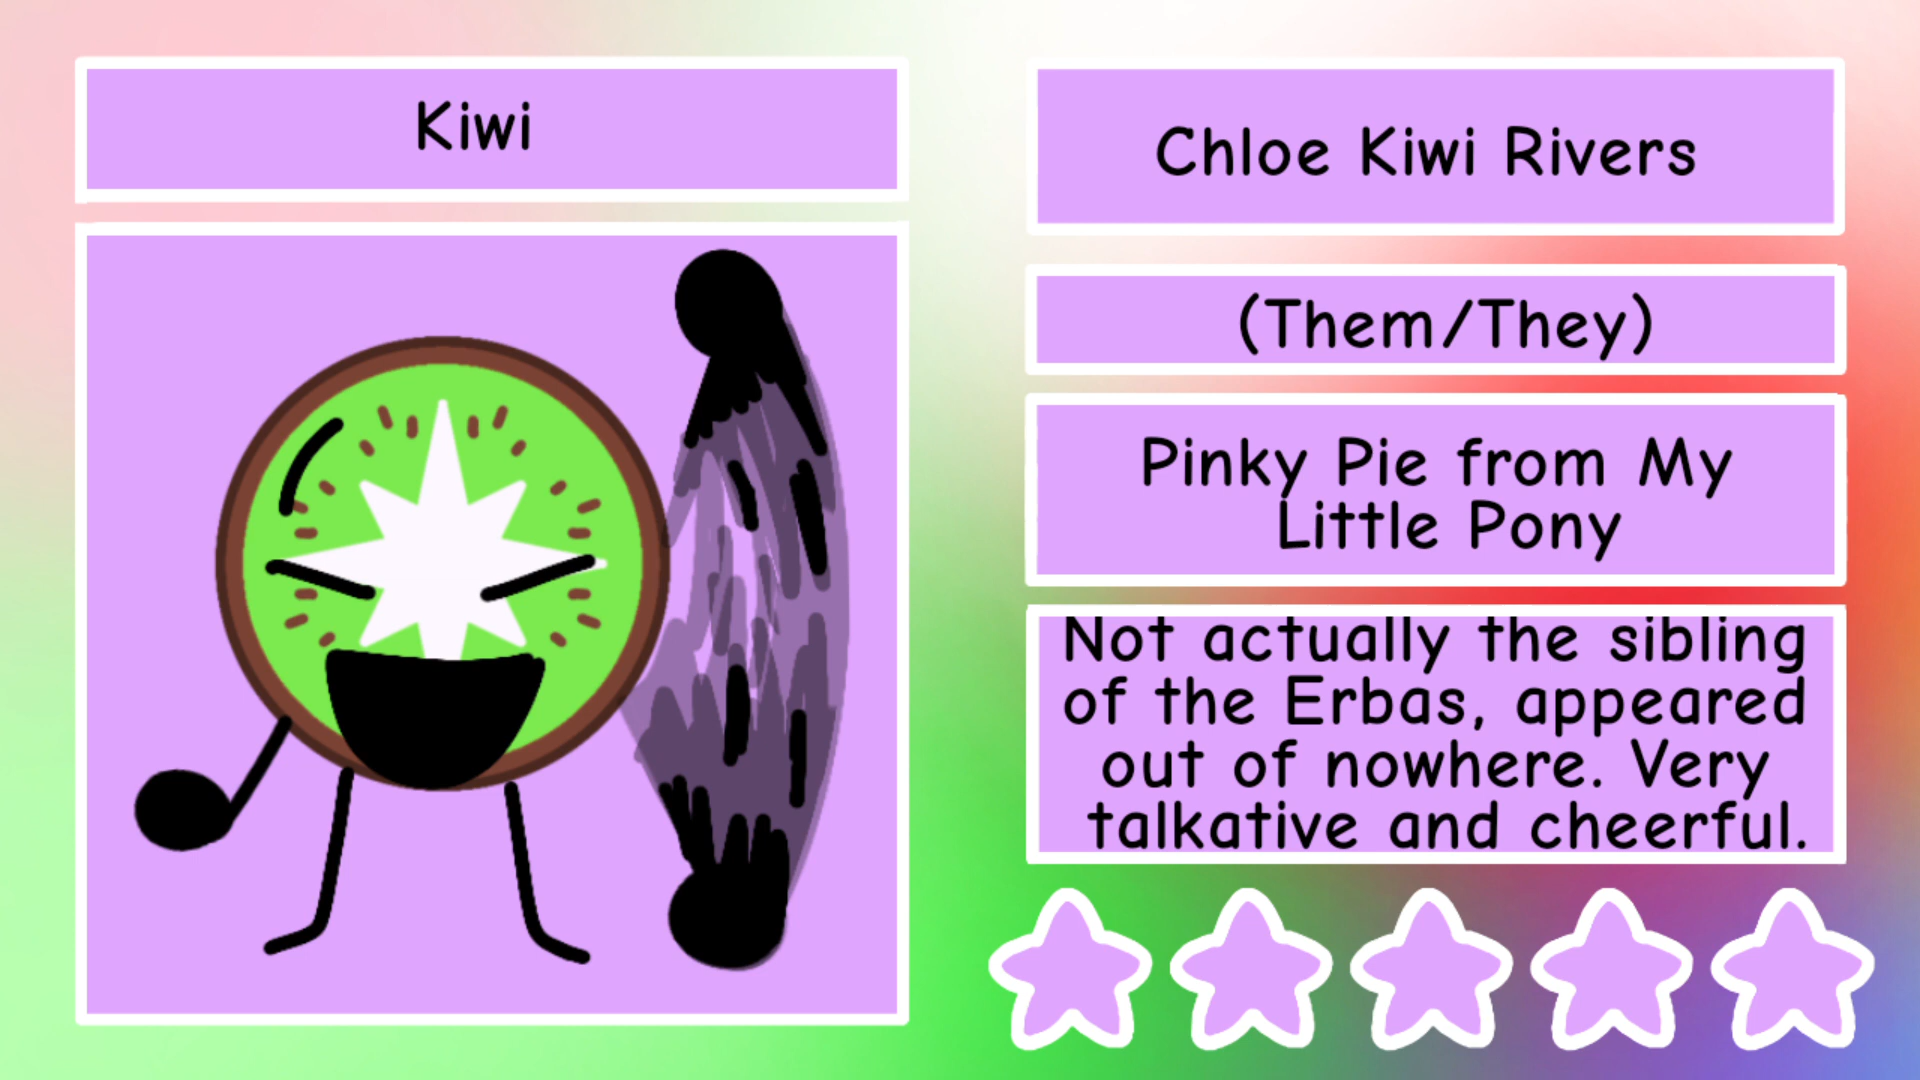 Kiwi
Chloe Kiwi Rivers
(Them/They)
Pinky Pie from My
Little Pony
Not actually the sibling
of the Erbas, appeared
out of nowhere. Very
talkative and cheerful.